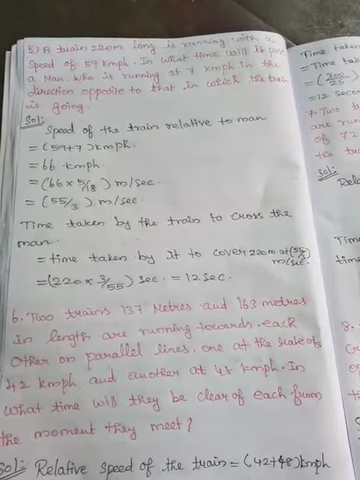 5) A train 220m long is running with a
speed of 59 kmph. In what time will it pass
a Man who is running at 7 kmph in the
direction opposite to that in which the train
is going.
Sol:
Speed of the train relative to man
= (59+7) kmph.
= 66 kmph.
= (66 × 5/18) m/sec.
= (55/3) m/sec.
Time taken by the train to cross the
man.
= time taken by it to cover 220m at (55/3)
m/sec
= (220 × 3/55) sec. = 12 sec.
6. Two trains 137 Metres and 163 metres
in length are running towards each
other on parallel lines, one at the rate of
42 kmph and another at 48 kmph. In
what time will they be clear of each from
the moment they meet?
Sol: Relative speed of the train = (42+48) kmph
Time taken
= Time tak
= (300/25
= 12 secon
7. Two
are run
of 72
the tra
Sol:
Rela
Time
time
8.